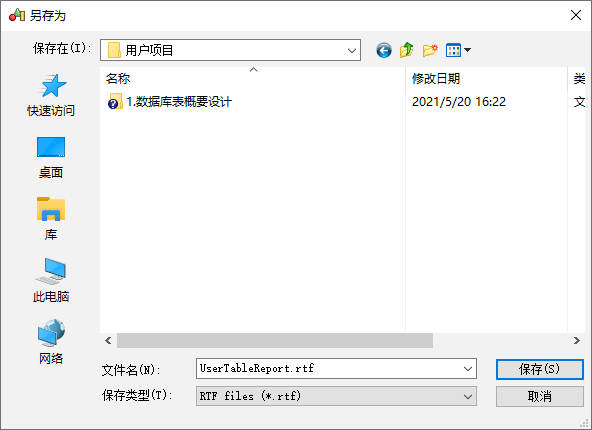 另存为
保存在(I):
用户项目
名称
修改日期
类
1.数据库表概要设计
2021/5/20 16:22
文
快速访问
桌面
库
此电脑
网络
文件名(N):
UserTableReport.rtf
保存(S)
保存类型(T):
RTF files (*.rtf)
取消